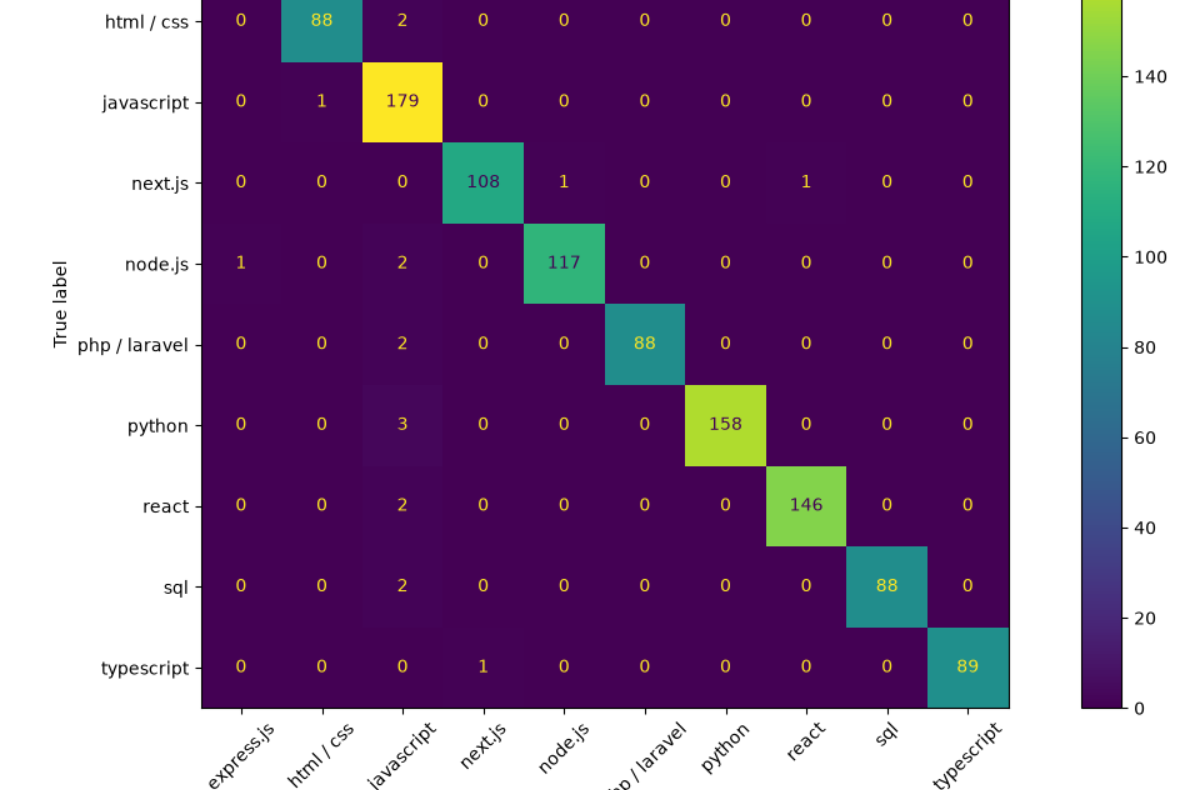 html / css 0 88 2 0 0 0 0 0 0 0
140
javascript 0 1 179 0 0 0 0 0 0 0
120
next.js 0 0 0 108 1 0 0 1 0 0
100
node.js 1 0 2 0 117 0 0 0 0 0
True label
80
php / laravel 0 0 2 0 0 88 0 0 0 0
60
python 0 0 3 0 0 0 158 0 0 0
40
react 0 0 2 0 0 0 0 146 0 0
sql 0 0 2 0 0 0 0 0 88 0
20
typescript 0 0 0 1 0 0 0 0 0 89
0
express.js html / css javascript next.js node.js hp / laravel python react sql typescript